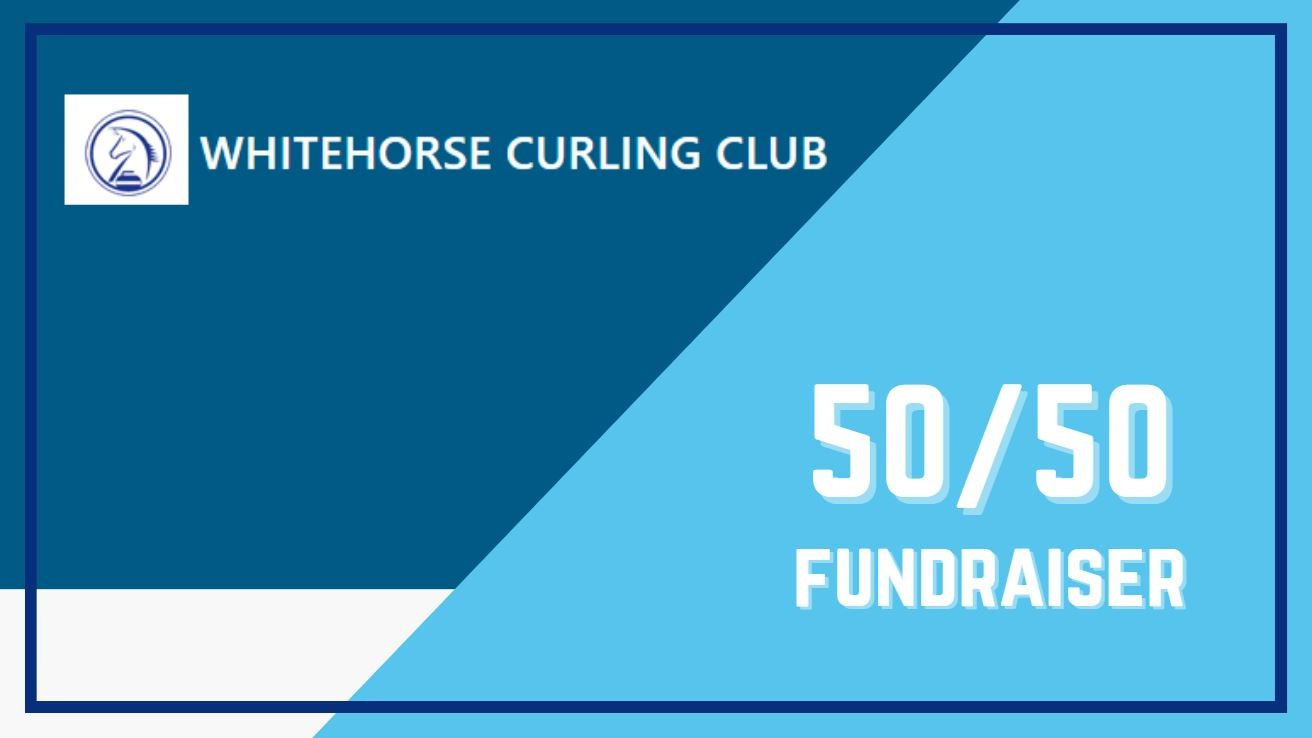 WHITEHORSE CURLING CLUB
50/50
FUNDRAISER